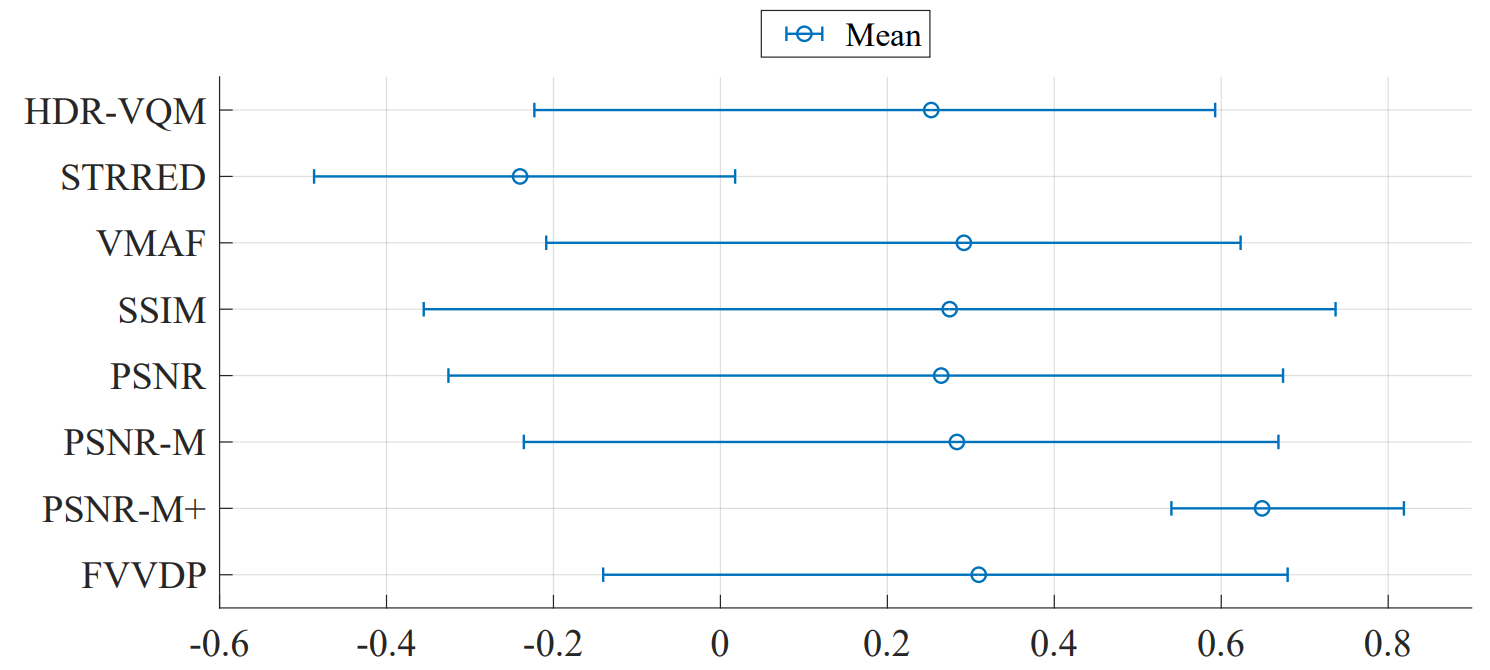 Mean
HDR-VQM
STRRED
VMAF
SSIM
PSNR
PSNR-M
PSNR-M+
FVVDP
-0.6 -0.4 -0.2 0 0.2 0.4 0.6 0.8